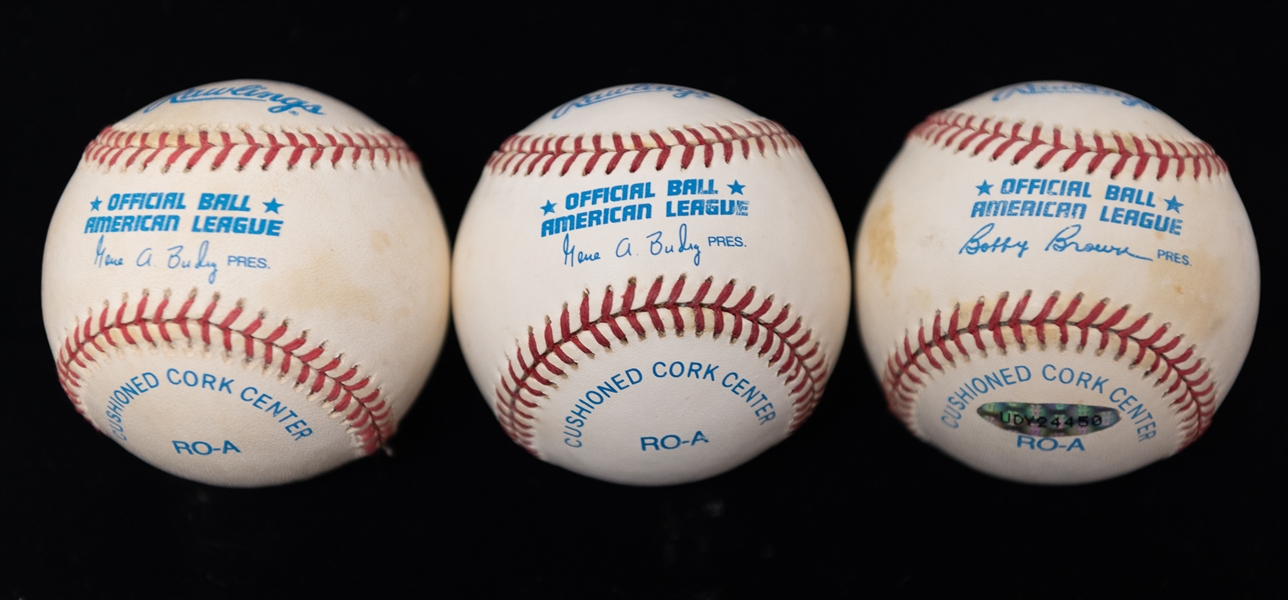 Rawlings
★ OFFICIAL BALL ★
AMERICAN LEAGUE
Gene A. Budig PRES.
CUSHIONED CORK CENTER
RO-A
Rawlings
★ OFFICIAL BALL ★
AMERICAN LEAGUE
Gene A. Budig PRES.
CUSHIONED CORK CENTER
RO-A
Rawlings
★ OFFICIAL BALL ★
AMERICAN LEAGUE
Bobby Brown PRES.
CUSHIONED CORK CENTER
UDY24450
RO-A